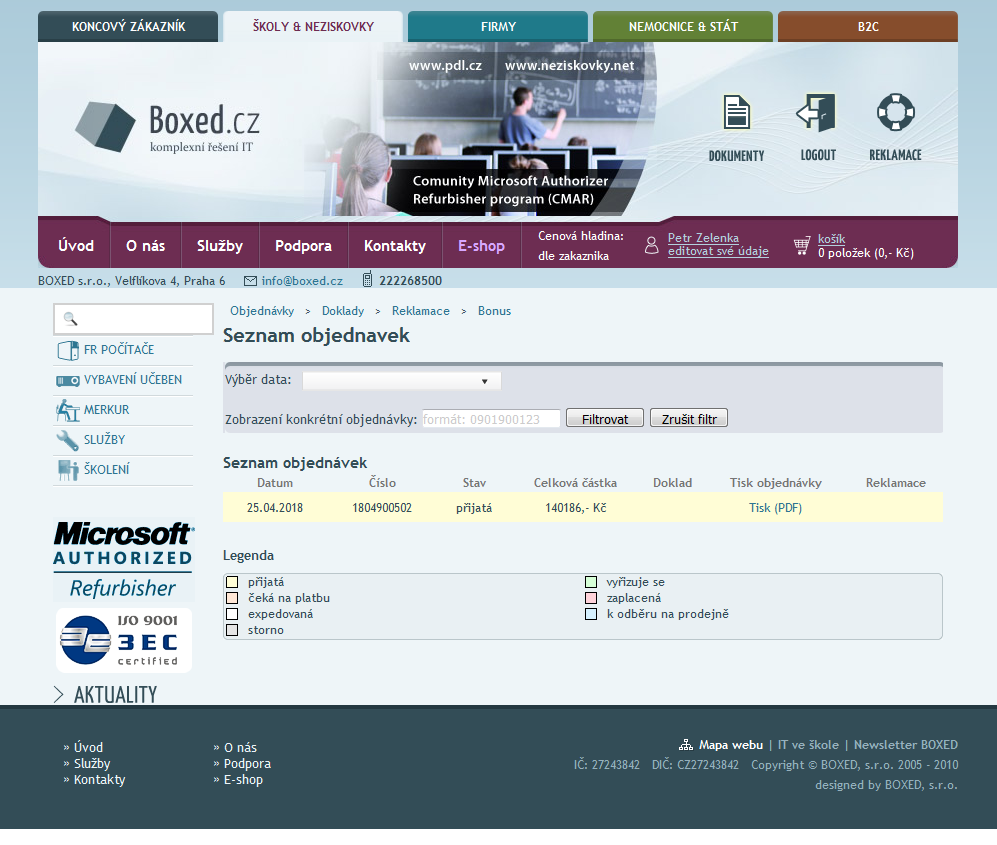 KONCOVÝ ZÁKAZNÍK
ŠKOLY & NEZISKOVKY
FIRMY
NEMOCNICE & STÁT
B2C
www.pdl.cz www.neziskovky.net
Boxed.cz
komplexní řešení IT
Comunity Microsoft Authorizer
Refurbisher program (CMAR)
DOKUMENTY
LOGOUT
REKLAMACE
Úvod
O nás
Služby
Podpora
Kontakty
E-shop
Cenová hladina:
dle zakaznika
Petr Zelenka
editovat své údaje
košík
0 položek (0,- Kč)
BOXED s.r.o., Velflíkova 4, Praha 6 info@boxed.cz 222268500
Objednávky > Doklady > Reklamace > Bonus
Seznam objednavek
FR POČÍTAČE
VYBAVENÍ UČEBEN
MERKUR
SLUŽBY
ŠKOLENÍ
Výběr data:
Zobrazení konkrétní objednávky: formát: 0901900123 Filtrovat Zrušit filtr
Seznam objednávek
Datum Číslo Stav Celková částka Doklad Tisk objednávky Reklamace
25.04.2018 1804900502 přijatá 140186,- Kč Tisk (PDF)
Legenda
přijatá
čeká na platbu
expedovaná
storno
vyřizuje se
zaplacená
k odběru na prodejně
Microsoft
AUTHORIZED
Refurbisher
ISO 9001
3EC
certified
AKTUALITY
» Úvod
» Služby
» Kontakty
» O nás
» Podpora
» E-shop
Mapa webu | IT ve škole | Newsletter BOXED
IČ: 27243842 DIČ: CZ27243842 Copyright © BOXED, s.r.o. 2005 - 2010
designed by BOXED, s.r.o.